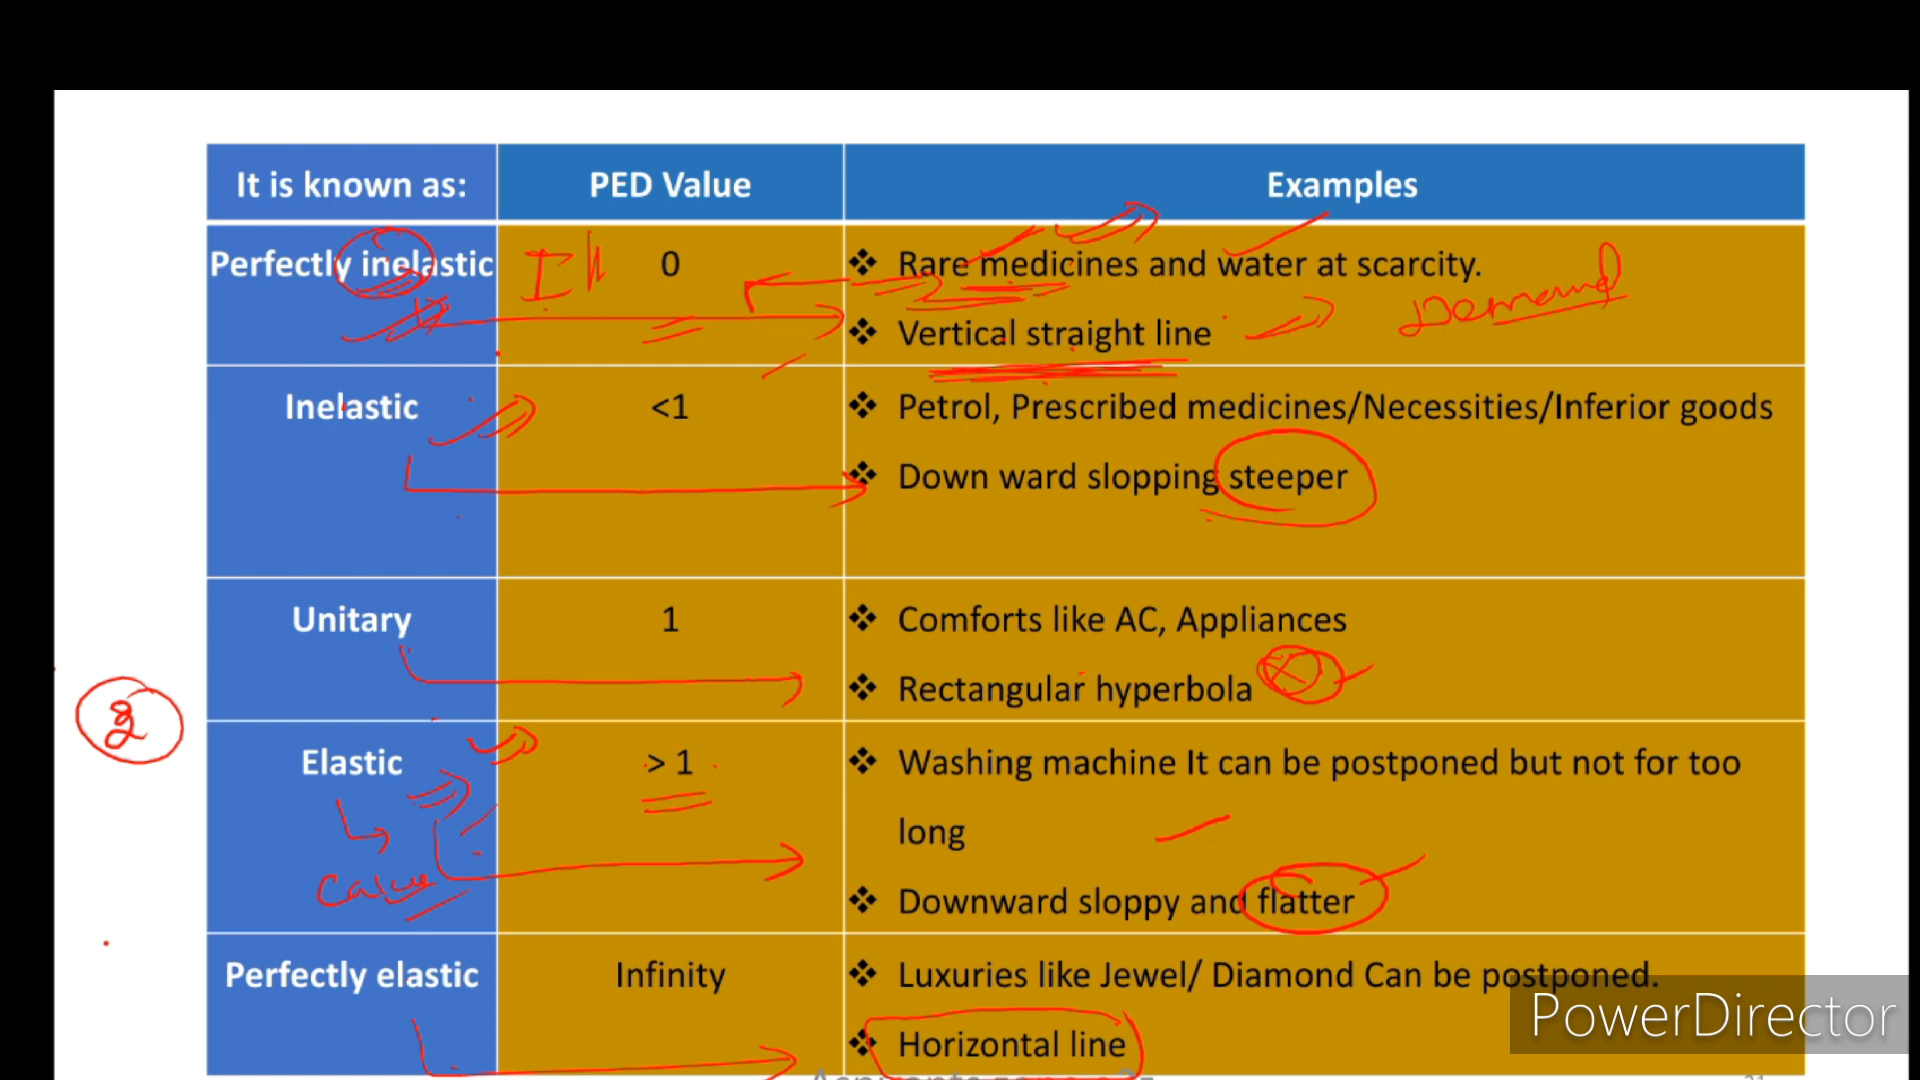 It is known as: PED Value Examples
Perfectly inelastic 0 ❖ Rare medicines and water at scarcity.
Demand
❖ Vertical straight line
Inelastic <1 ❖ Petrol, Prescribed medicines/Necessities/Inferior goods
❖ Down ward slopping steeper
Unitary 1 ❖ Comforts like AC, Appliances
❖ Rectangular hyperbola
Elastic > 1 ❖ Washing machine It can be postponed but not for too
long
❖ Downward sloppy and flatter
Perfectly elastic Infinity ❖ Luxuries like Jewel/ Diamond Can be postponed.
PowerDirector
❖ Horizontal line